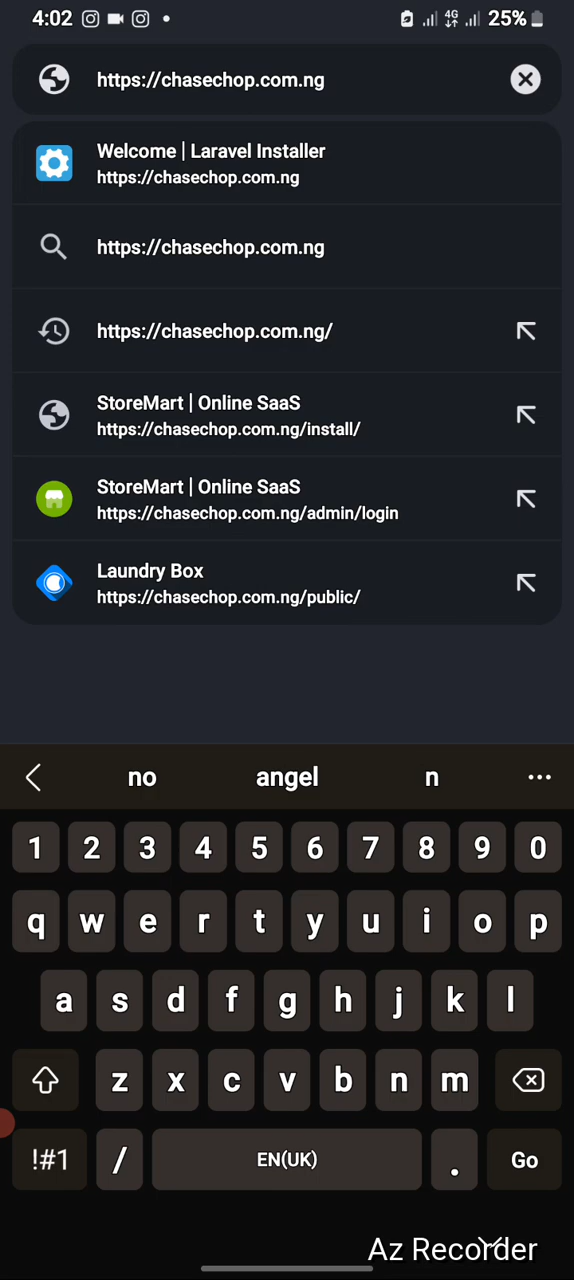 4:02 4G 25%
https://chasechop.com.ng
Welcome | Laravel Installer
https://chasechop.com.ng
https://chasechop.com.ng
https://chasechop.com.ng/
StoreMart | Online SaaS
https://chasechop.com.ng/install/
StoreMart | Online SaaS
https://chasechop.com.ng/admin/login
Laundry Box
https://chasechop.com.ng/public/
no angel n ...
1 2 3 4 5 6 7 8 9 0
q w e r t y u i o p
a s d f g h j k l
z x c v b n m
!#1 / EN(UK) . Go
Az Recorder